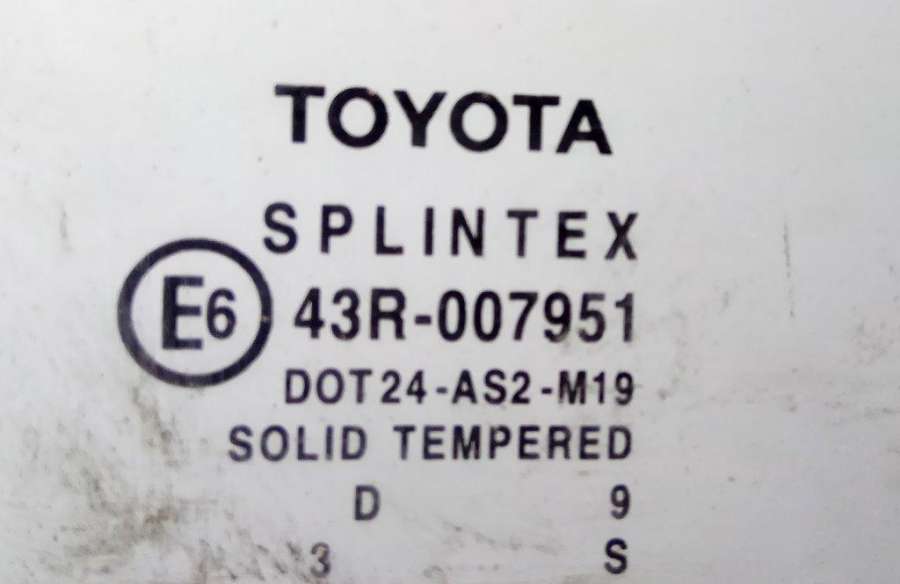 TOYOTA
SPLINTEX
E6 43R-007951
DOT24-AS2-M19
SOLID TEMPERED
D 9
3 S